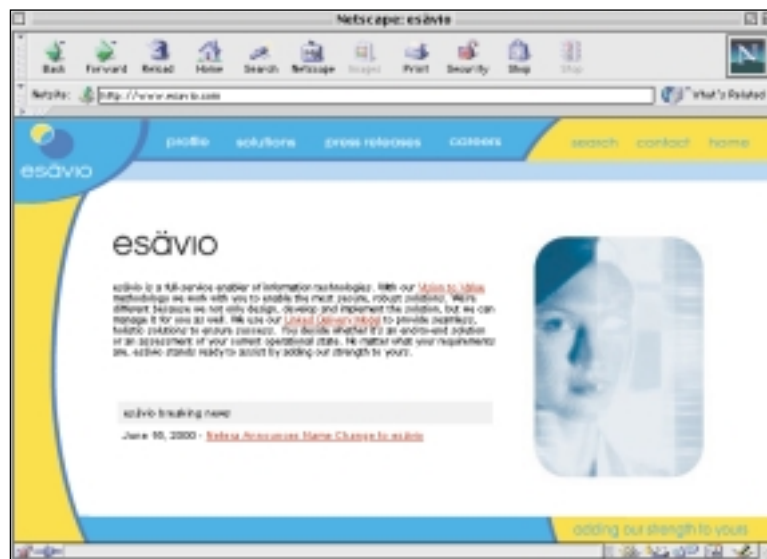 Netscape: esävio
Back Forward Reload Home Search Netscape Images Print Security Shop Stop
Netsite: http://www.esavio.com What's Related
esävio
profile solutions press releases careers search contact home
esävio
esävio is a full-service enabler of information technologies. With our Vision to Value
methodology we work with you to enable the most secure, robust solutions. We're
different because we not only design, develop and implement the solution, but we can
manage it for you as well. We use our Linked Delivery Model to provide seamless,
holistic solutions to ensure success. You decide whether it's an end-to-end solution
or an assessment of your current operational state. No matter what your requirements
are, esävio stands ready to assist by adding our strength to yours.
esävio breaking news
June 2000 - Announces Name Change to esävio
adding our strength to yours